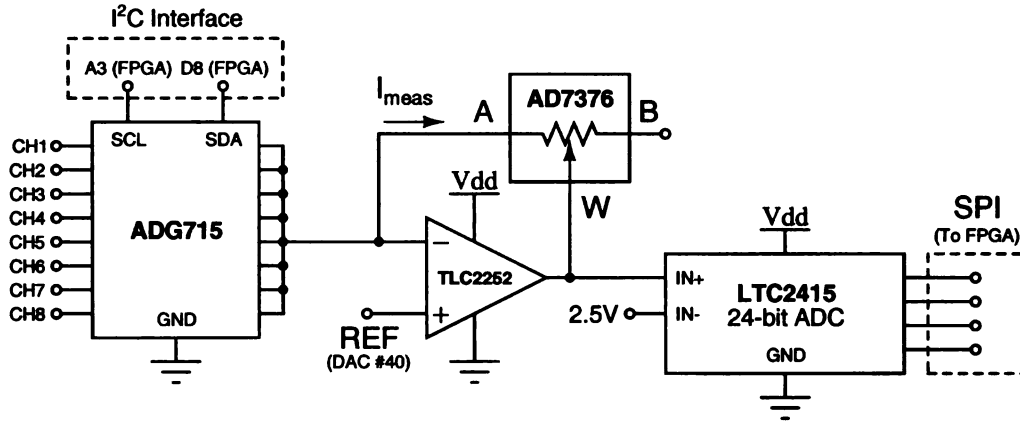 I²C Interface
A3 (FPGA) D8 (FPGA)
SCL SDA
CH1
CH2
CH3
CH4
CH5
CH6
CH7
CH8
ADG715
GND
I_meas
A
AD7376
B
W
Vdd
−
TLC2252
+
REF
(DAC #40)
2.5V
Vdd
IN+
IN-
LTC2415
24-bit ADC
GND
SPI
(To FPGA)